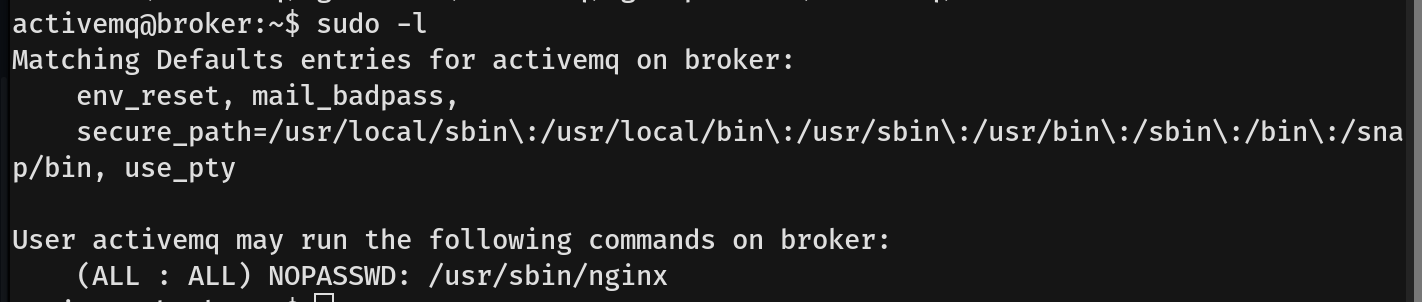 activemq@broker:~$ sudo -l
Matching Defaults entries for activemq on broker:
    env_reset, mail_badpass,
    secure_path=/usr/local/sbin\:/usr/local/bin\:/usr/sbin\:/usr/bin\:/sbin\:/bin\:/sna
p/bin, use_pty

User activemq may run the following commands on broker:
    (ALL : ALL) NOPASSWD: /usr/sbin/nginx